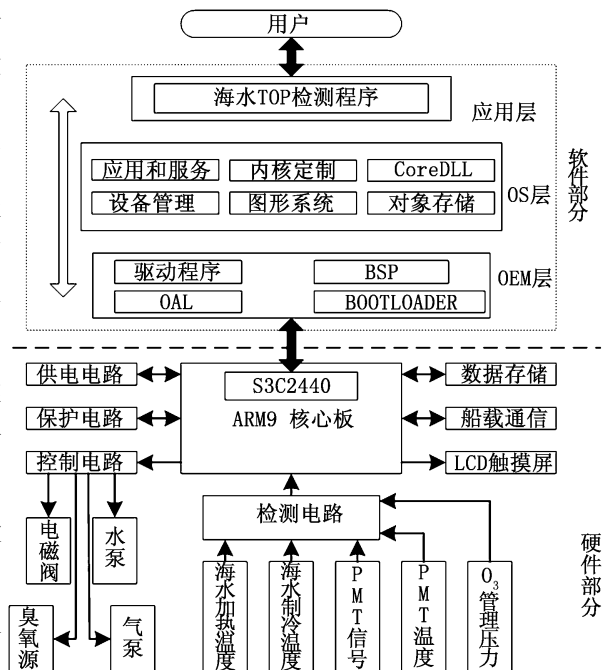 用户
海水TOP检测程序
应用层
软件部分
应用和服务
内核定制
CoreDLL
设备管理
图形系统
对象存储
OS层
驱动程序
BSP
OEM层
OAL
BOOTLOADER
供电电路
S3C2440
数据存储
保护电路
ARM9 核心板
船载通信
控制电路
LCD触摸屏
检测电路
电磁阀
水泵
硬件部分
臭氧源
气泵
海水加热温度
海水制冷温度
PMT信号
PMT温度
O₃管理压力